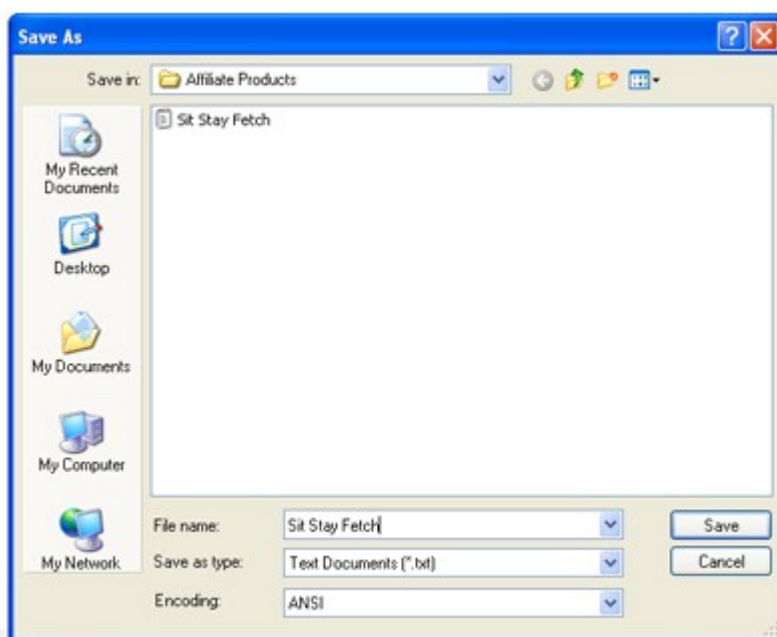 Save As
?
Save in: Affiliate Products
Sit Stay Fetch
My Recent
Documents
Desktop
My Documents
My Computer
My Network
File name: Sit Stay Fetch Save
Save as type: Text Documents (*.txt) Cancel
Encoding: ANSI